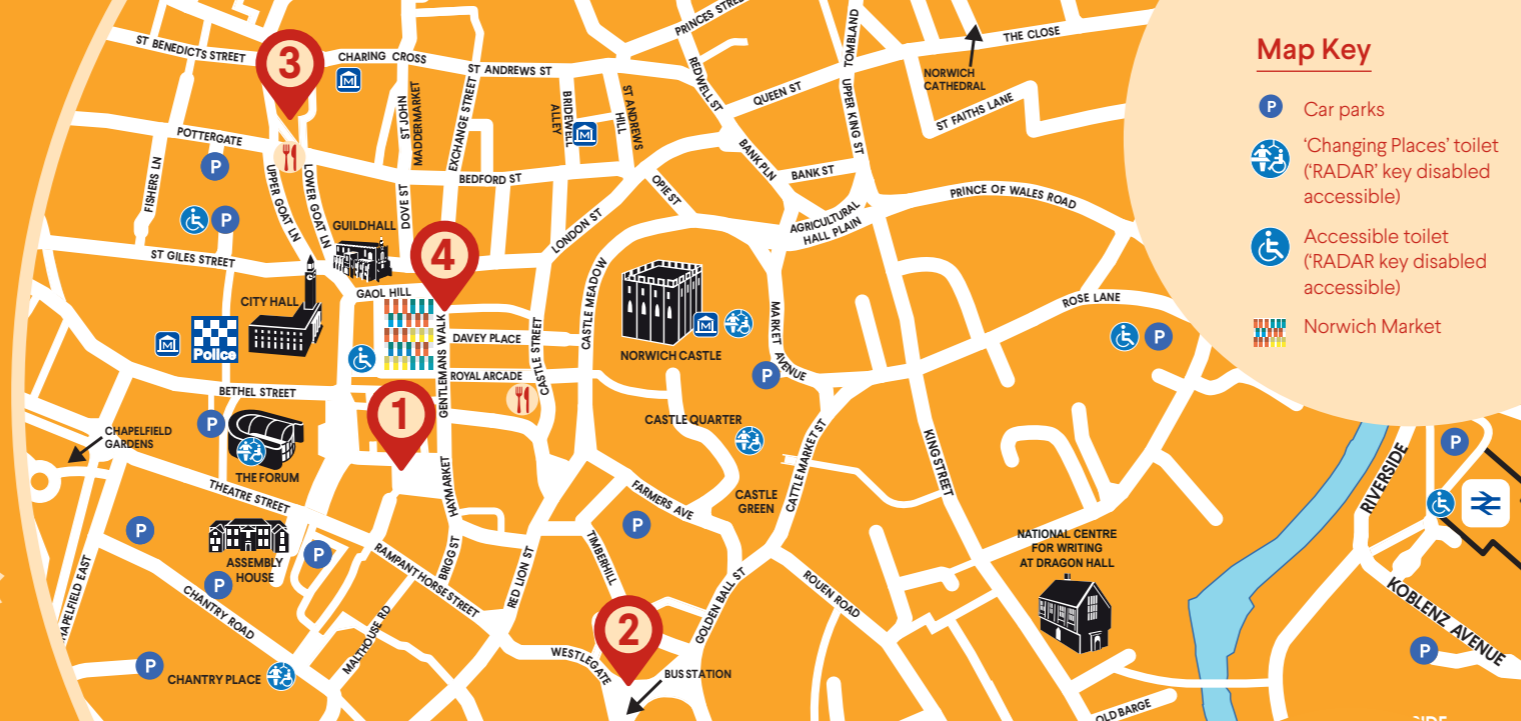 ST BENEDICTS STREET
3
CHARING CROSS
ST ANDREWS ST
PRINCES STRE
TOMBLAND
THE CLOSE
NORWICH
CATHEDRAL
REDWELL ST
QUEEN ST
UPPER KING ST
ST FAITHS LANE
ST JOHN
MADDERMARKET
EXCHANGE STREET
BRIDEWELL
ALLEY
ST ANDREWS
HILL
M
M
POTTERGATE
P
FISHERS LN
UPPER GOAT LN
LOWER GOAT LN
DOVE ST
BEDFORD ST
OPIE ST
BANK PLN
BANK ST
PRINCE OF WALES ROAD
AGRICULTURAL
HALL PLAIN
LONDON ST
P
GUILDHALL
4
ST GILES STREET
GAOL HILL
CITY HALL
Police
M
GENTLEMANS WALK
DAVEY PLACE
ROYAL ARCADE
CASTLE STREET
CASTLE MEADOW
M
NORWICH CASTLE
MARKET AVENUE
P
ROSE LANE
P
BETHEL STREET
1
P
CHAPELFIELD
GARDENS
THE FORUM
THEATRE STREET
HAYMARKET
CASTLE QUARTER
CASTLE
GREEN
CATTLE MARKET ST
KING STREET
FARMERS AVE
P
P
ASSEMBLY
HOUSE
P
P
RAMPANT HORSE STREET
BRIGG ST
RED LION ST
TIMBERHILL
GOLDEN BALL ST
ROUEN ROAD
NATIONAL CENTRE
FOR WRITING
AT DRAGON HALL
RIVERSIDE
P
KOBLENZ AVENUE
P
HAPELFIELD EAST
CHANTRY ROAD
MALTHOUSE RD
P
CHANTRY PLACE
2
WESTLEGATE
BUS STATION
OLD BARGE
Map Key
P
Car parks
‘Changing Places’ toilet
(‘RADAR’ key disabled
accessible)
Accessible toilet
(‘RADAR key disabled
accessible)
Norwich Market